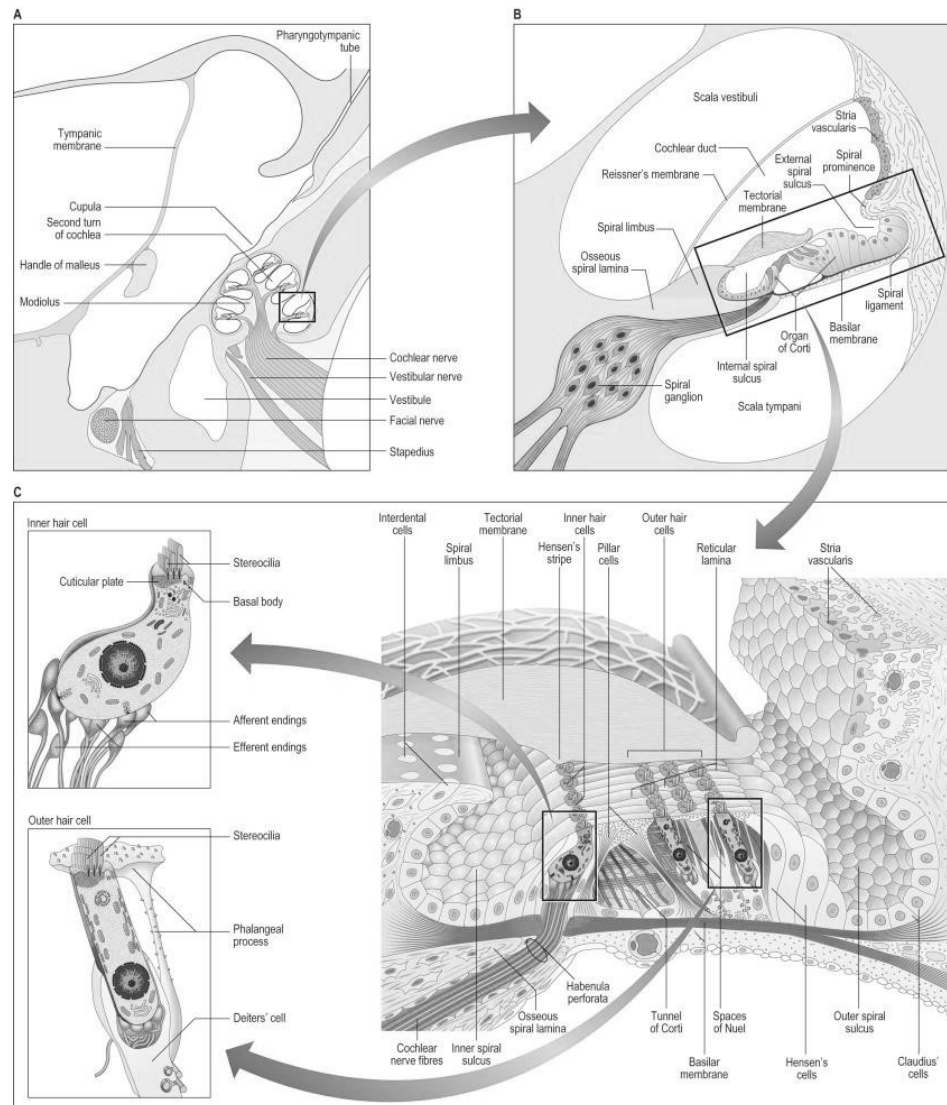 A
Pharyngotympanic
tube
Tympanic
membrane
Cupula
Second turn
of cochlea
Handle of malleus
Modiolus
Cochlear nerve
Vestibular nerve
Vestibule
Facial nerve
Stapedius
B
Scala vestibuli
Stria
vascularis
Cochlear duct
External
spiral
sulcus
Spiral
prominence
Reissner's membrane
Tectorial
membrane
Spiral limbus
Osseous
spiral lamina
Spiral
ligament
Basilar
membrane
Organ
of Corti
Internal spiral
sulcus
Spiral
ganglion
Scala tympani
C
Inner hair cell
Stereocilia
Cuticular plate
Basal body
Afferent endings
Efferent endings
Outer hair cell
Stereocilia
Phalangeal
process
Deiters' cell
Interdental
cells
Spiral
limbus
Tectorial
membrane
Hensen's
stripe
Inner hair
cells
Pillar
cells
Outer hair
cells
Reticular
lamina
Stria
vascularis
Habenula
perforata
Osseous
spiral lamina
Cochlear
nerve fibres
Inner spiral
sulcus
Tunnel
of Corti
Basilar
membrane
Spaces
of Nuel
Hensen's
cells
Outer spiral
sulcus
Claudius'
cells